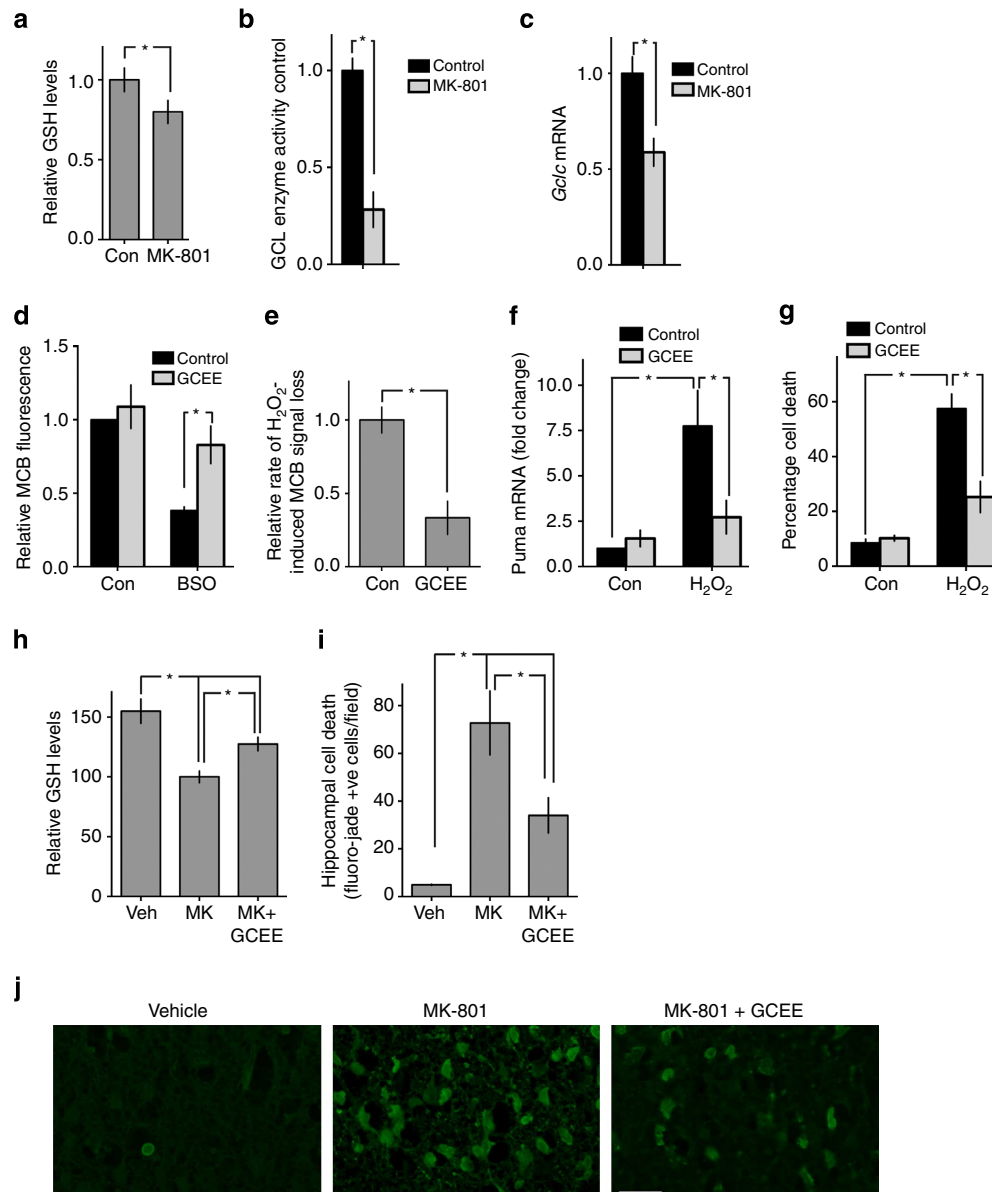 a
Relative GSH levels
1.0
0.5
0.0
*
Con MK-801
b
GCL enzyme activity control
1.0
0.5
0.0
*
Control
MK-801
c
Gclc mRNA
1.0
0.5
0.0
*
Control
MK-801
d
Relative MCB fluorescence
1.5
1.0
0.5
0.0
Control
GCEE
*
Con BSO
e
Relative rate of H₂O₂-
induced MCB signal loss
1.0
0.5
0.0
*
Con GCEE
f
Puma mRNA (fold change)
10.0
7.5
5.0
2.5
0.0
Control
GCEE
* *
Con H₂O₂
g
Percentage cell death
60
40
20
0
Control
GCEE
* *
Con H₂O₂
h
Relative GSH levels
150
100
50
0
*
*
Veh MK MK+
GCEE
i
Hippocampal cell death
(fluoro-jade +ve cells/field)
80
60
40
20
0
*
*
Veh MK MK+
GCEE
j
Vehicle MK-801 MK-801 + GCEE